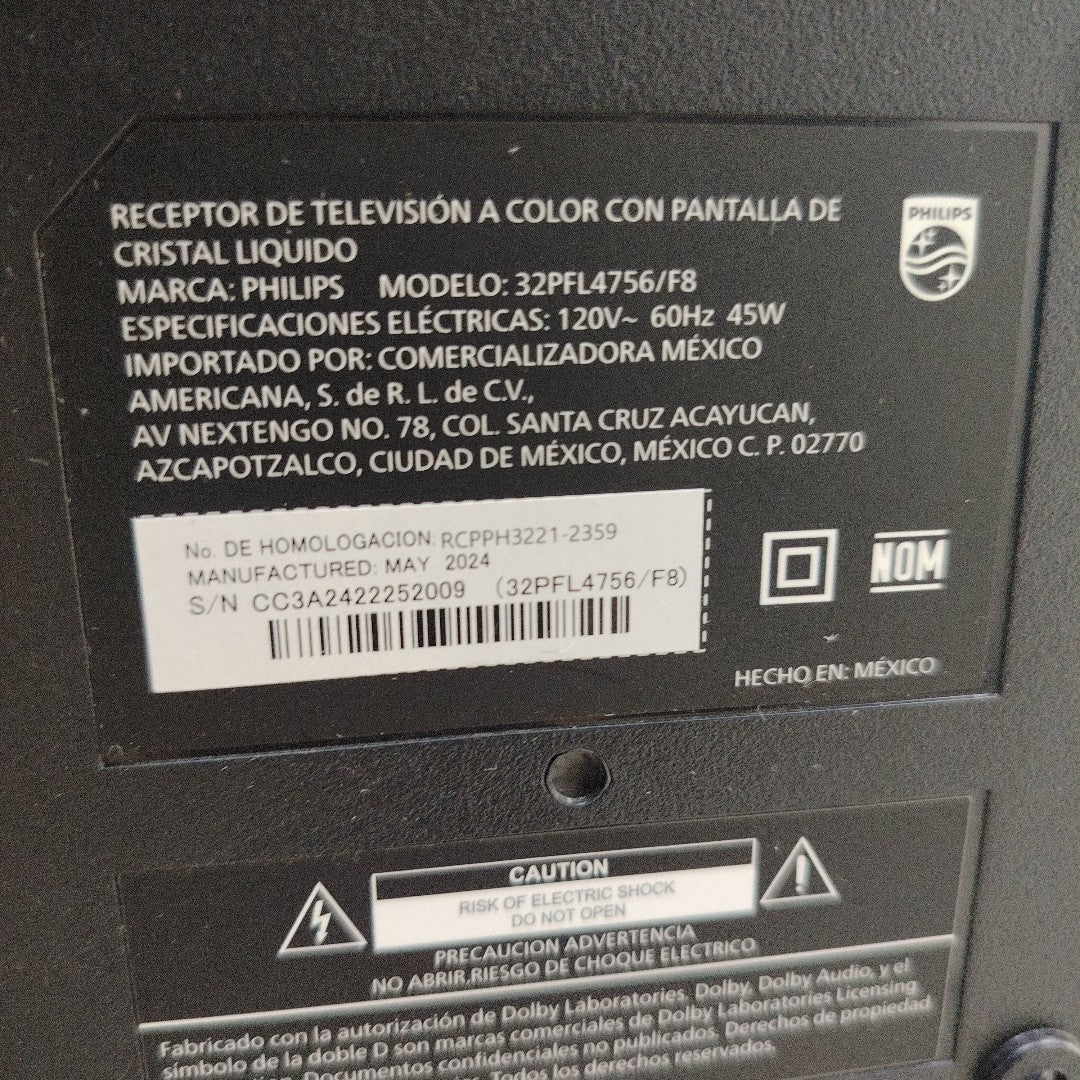 RECEPTOR DE TELEVISIÓN A COLOR CON PANTALLA DE
CRISTAL LIQUIDO
MARCA: PHILIPS MODELO: 32PFL4756/F8
ESPECIFICACIONES ELÉCTRICAS: 120V~ 60Hz 45W
IMPORTADO POR: COMERCIALIZADORA MÉXICO
AMERICANA, S. de R. L. de C.V.,
AV NEXTENGO NO. 78, COL. SANTA CRUZ ACAYUCAN,
AZCAPOTZALCO, CIUDAD DE MÉXICO, MÉXICO C. P. 02770
PHILIPS
No. DE HOMOLOGACION: RCPPH3221-2359
MANUFACTURED: MAY 2024
S/N CC3A2422252009 (32PFL4756/F8)
NOM
HECHO EN: MÉXICO
CAUTION
RISK OF ELECTRIC SHOCK
DO NOT OPEN
PRECAUCION ADVERTENCIA
NO ABRIR,RIESGO DE CHOQUE ELECTRICO
Fabricado con la autorización de Dolby Laboratories, Dolby, Dolby Audio, y el
símbolo de la doble D son marcas comerciales de Dolby Laboratories Licensing
Documentos confidenciales no publicados. Derechos de propiedad
Todos los derechos reservados.